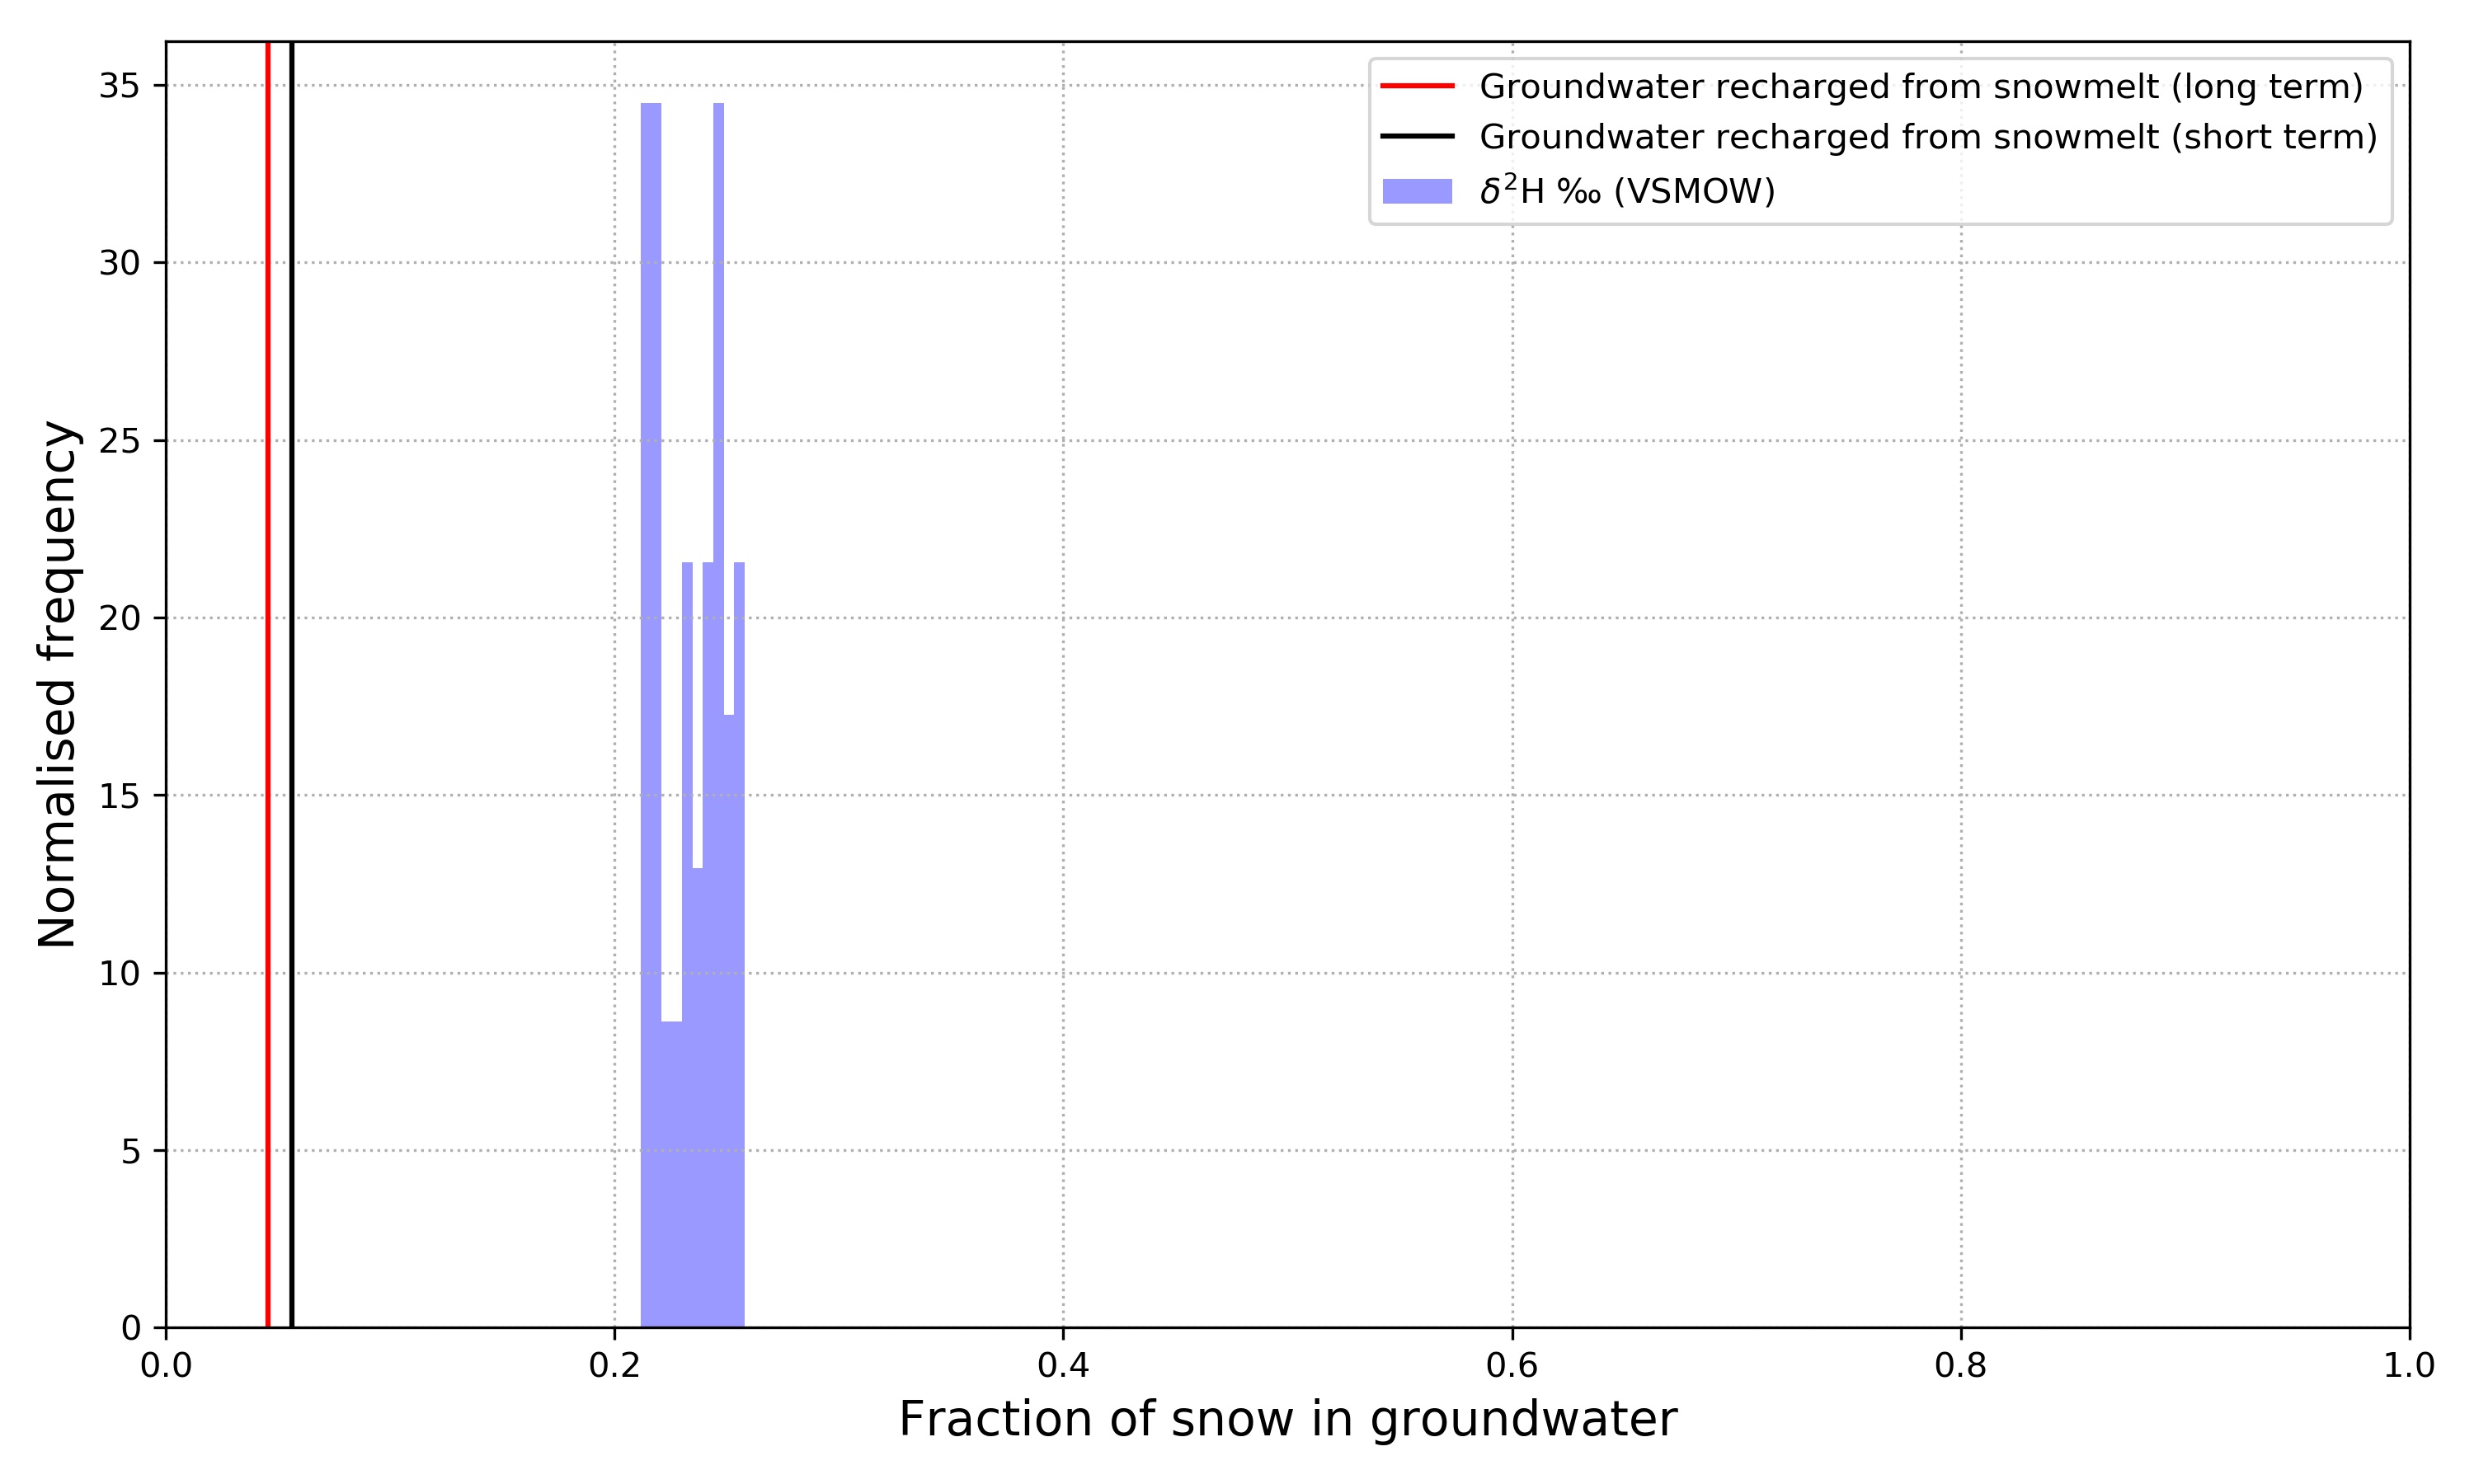 Groundwater recharged from snowmelt (long term)
Groundwater recharged from snowmelt (short term)
δ²H ‰ (VSMOW)
Normalised frequency
35
30
25
20
15
10
5
0
0.0 0.2 0.4 0.6 0.8 1.0
Fraction of snow in groundwater